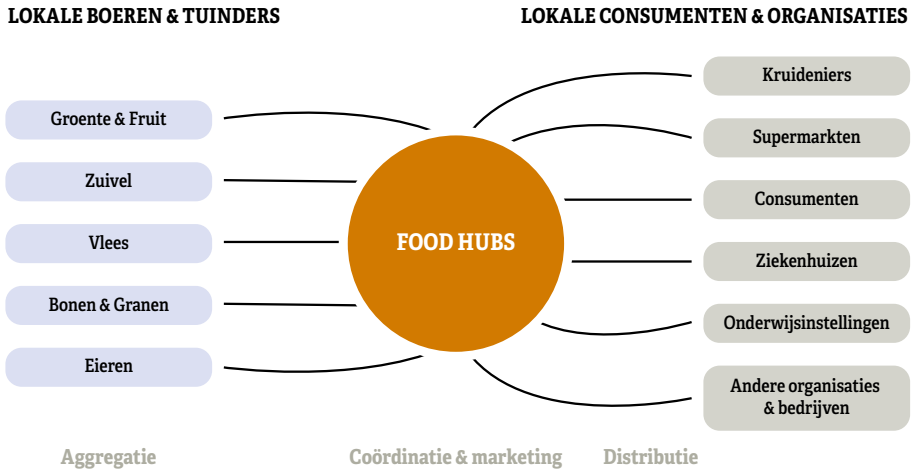 LOKALE BOEREN & TUINDERS
Groente & Fruit
Zuivel
Vlees
Bonen & Granen
Eieren
FOOD HUBS
LOKALE CONSUMENTEN & ORGANISATIES
Kruideniers
Supermarkten
Consumenten
Ziekenhuizen
Onderwijsinstellingen
Andere organisaties
& bedrijven
Aggregatie
Coördinatie & marketing
Distributie